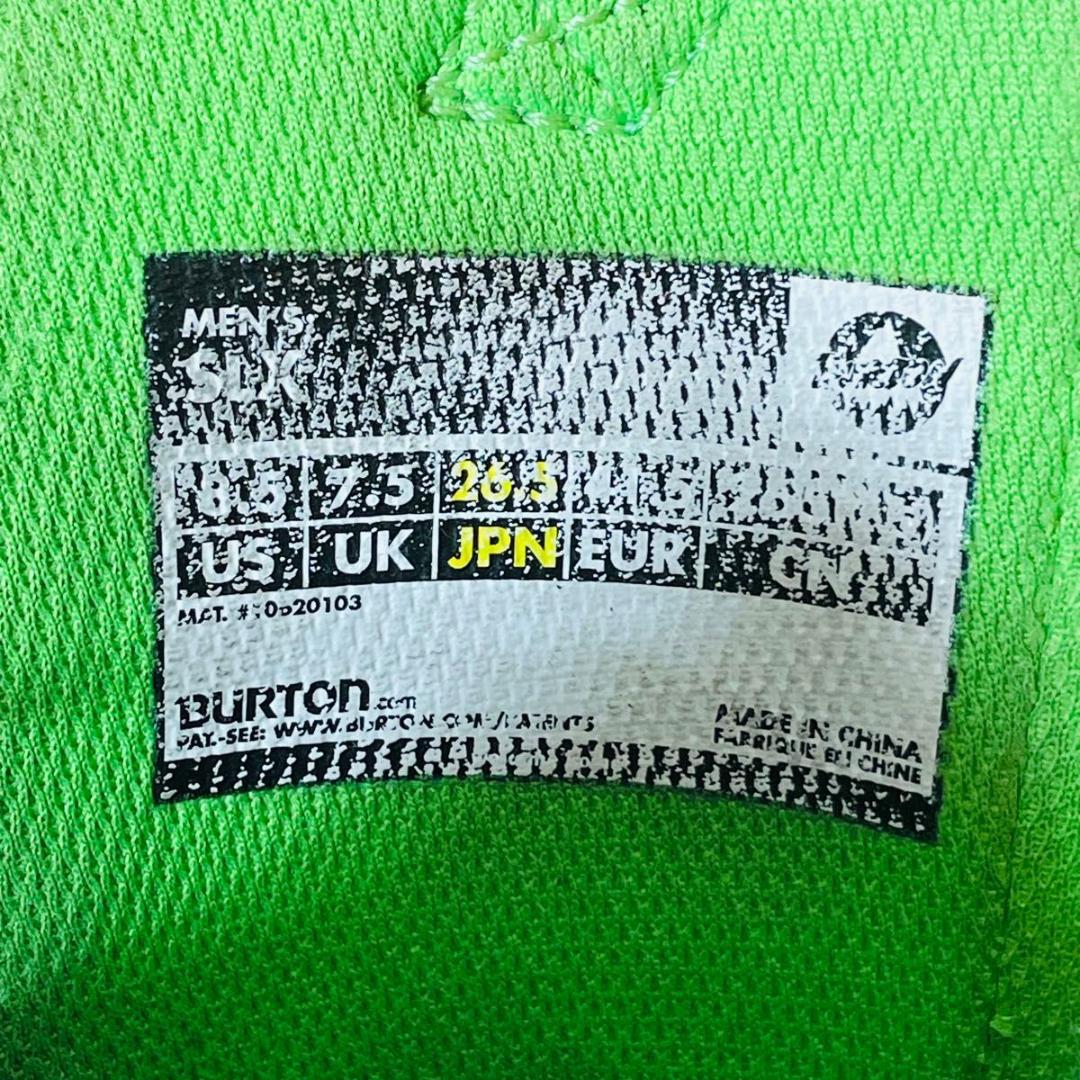 MEN'S
SLX
8.5 7.5 26.5 41.5
US UK JPN EUR CN
MAT. #
BURTON.com
PAT.-SEE: WWW.BURTON.COM/PATENTS
MADE IN CHINA
FABRIQUE EN CHINE